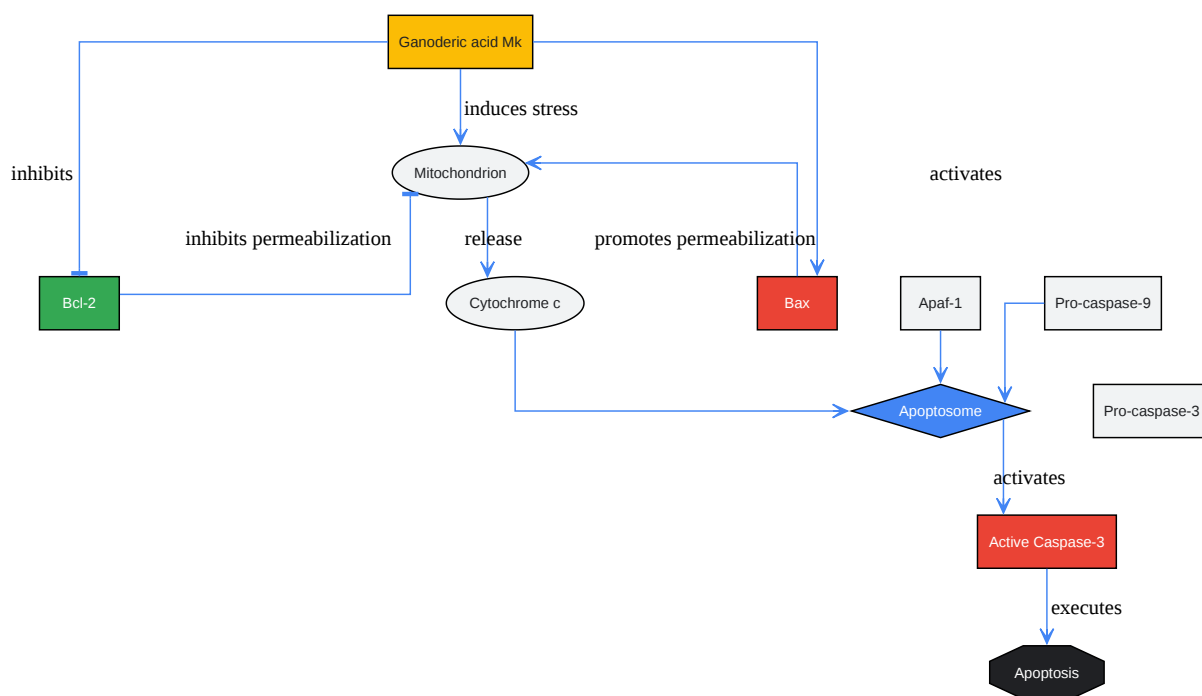 Ganoderic acid Mk
induces stress
inhibits
Mitochondrion
activates
inhibits permeabilization
release
promotes permeabilization
Bcl-2
Cytochrome c
Bax
Apaf-1
Pro-caspase-9
Apoptosome
Pro-caspase-3
activates
Active Caspase-3
executes
Apoptosis